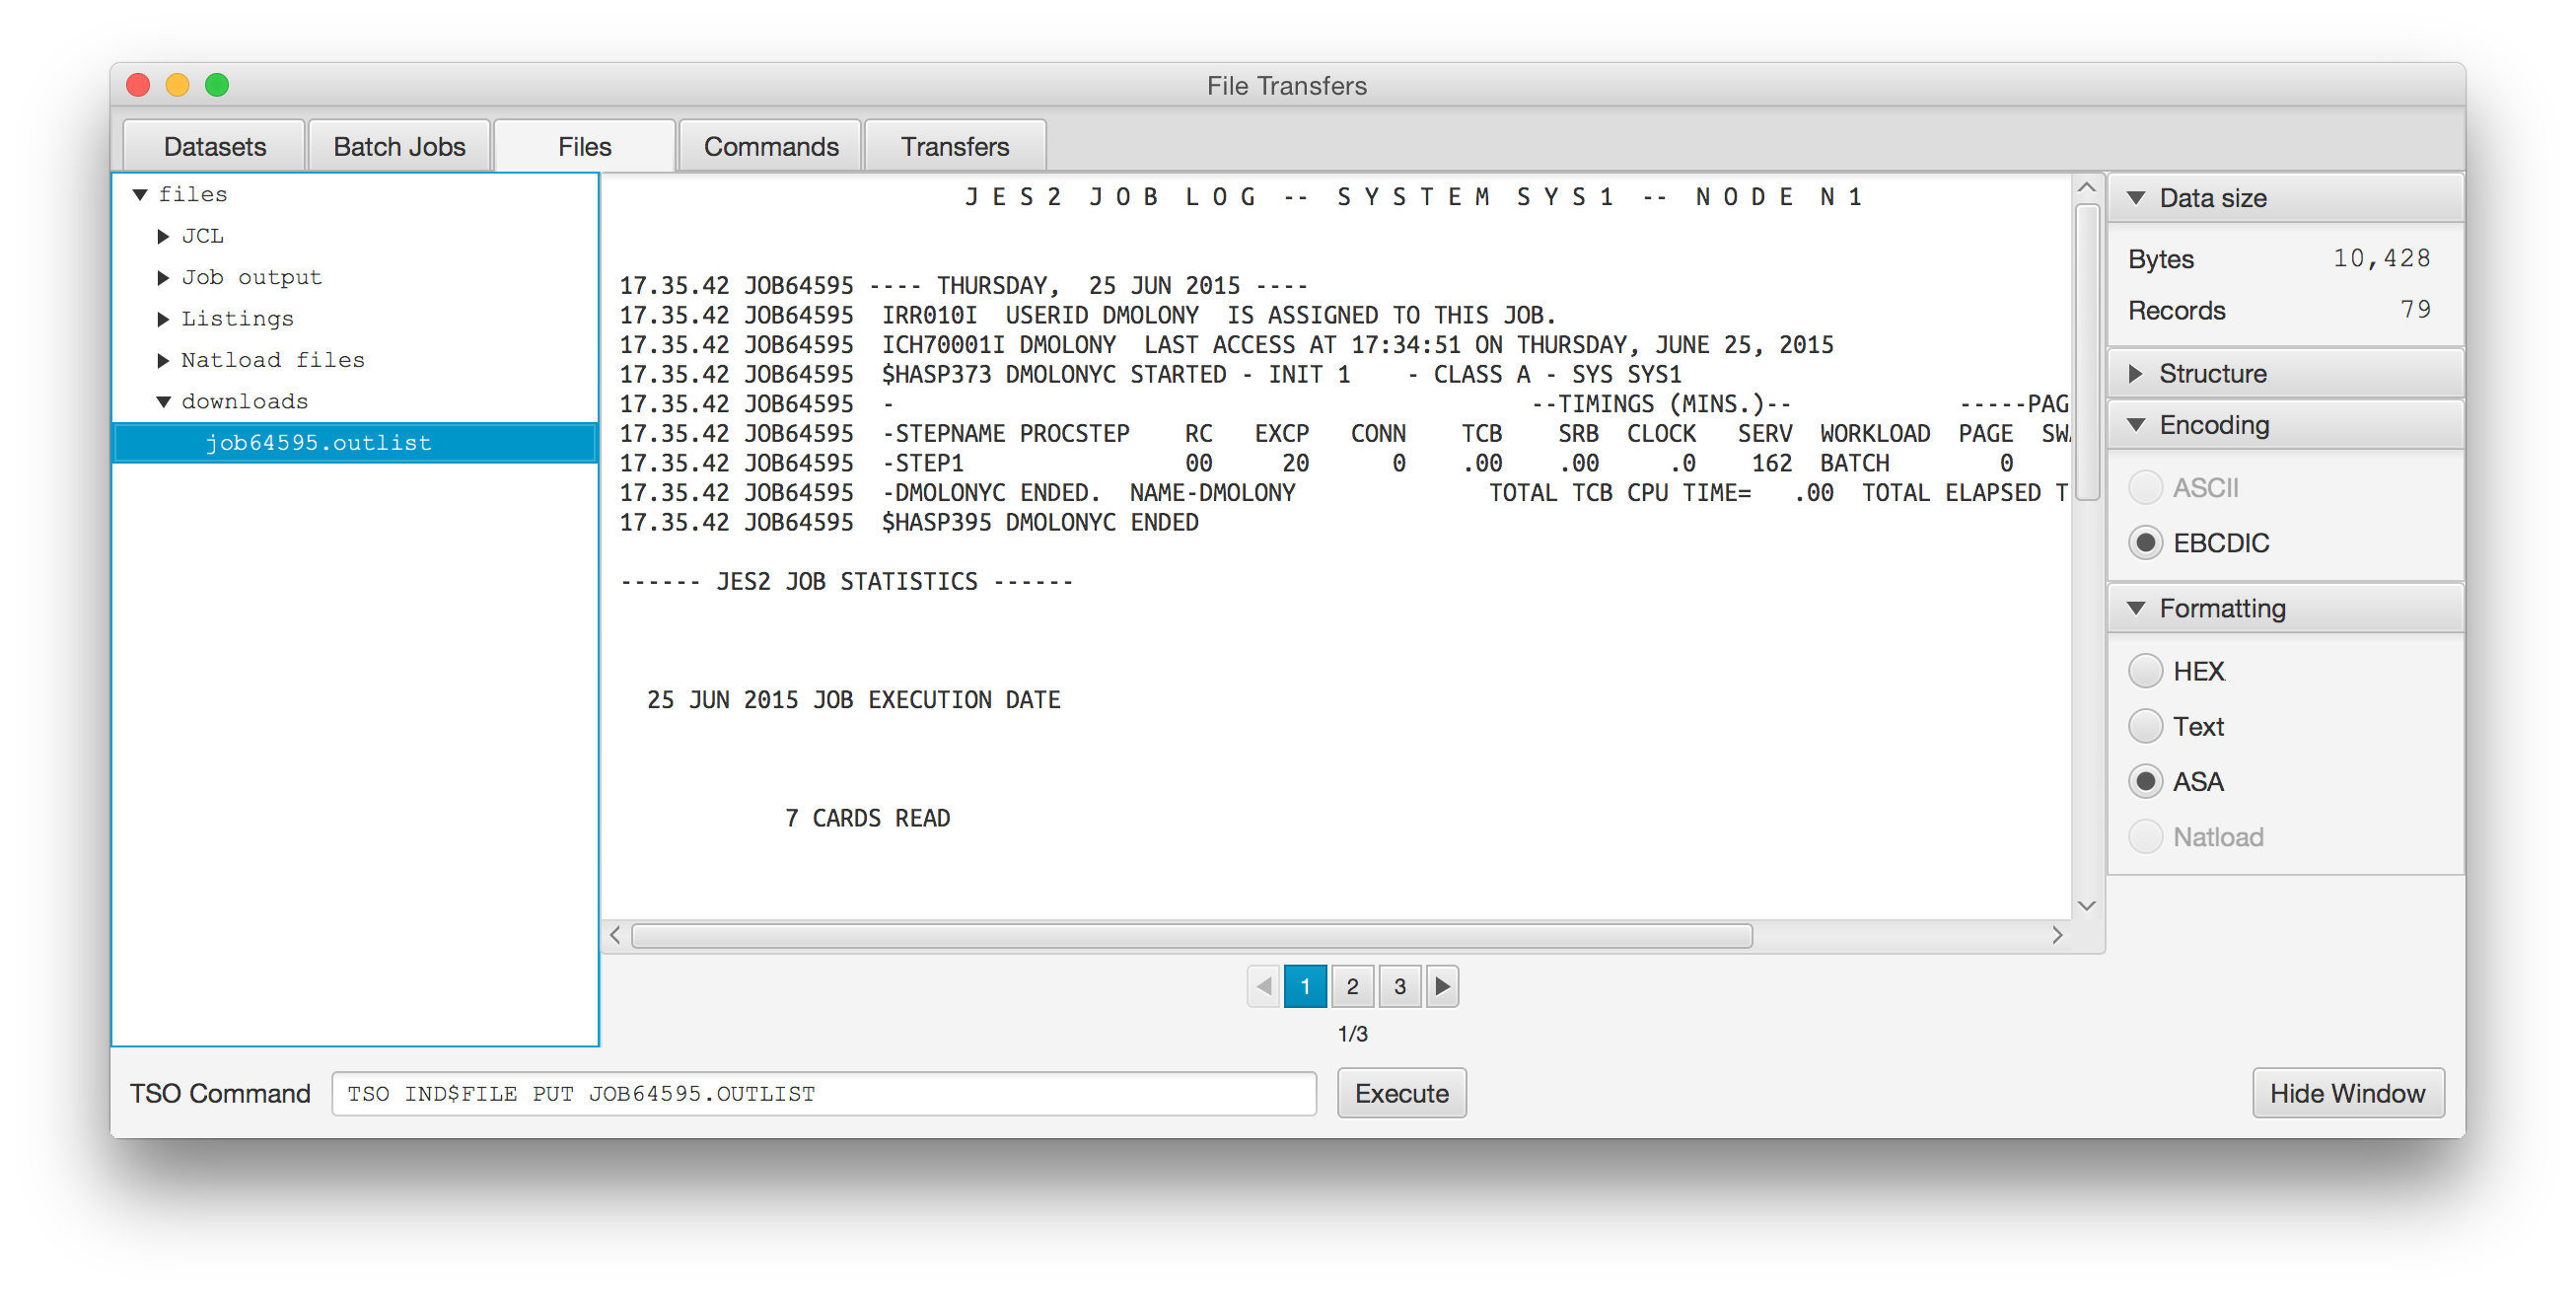 File Transfers
Datasets Batch Jobs Files Commands Transfers
files
JCL
Job output
Listings
Natload files
downloads
job64595.outlist
J E S 2  J O B  L O G  --  S Y S T E M  S Y S 1  --  N O D E  N 1
17.35.42 JOB64595 ---- THURSDAY,  25 JUN 2015 ----
17.35.42 JOB64595  IRR010I  USERID DMOLONY  IS ASSIGNED TO THIS JOB.
17.35.42 JOB64595  ICH70001I DMOLONY  LAST ACCESS AT 17:34:51 ON THURSDAY, JUNE 25, 2015
17.35.42 JOB64595  $HASP373 DMOLONYC STARTED - INIT 1    - CLASS A - SYS SYS1
17.35.42 JOB64595  -                                              --TIMINGS (MINS.)--            -----PAG
17.35.42 JOB64595  -STEPNAME PROCSTEP    RC   EXCP   CONN    TCB    SRB  CLOCK   SERV  WORKLOAD  PAGE  SWA
17.35.42 JOB64595  -STEP1                00     20      0    .00    .00     .0    162  BATCH        0
17.35.42 JOB64595  -DMOLONYC ENDED.  NAME-DMOLONY              TOTAL TCB CPU TIME=   .00  TOTAL ELAPSED T
17.35.42 JOB64595  $HASP395 DMOLONYC ENDED
------ JES2 JOB STATISTICS ------
25 JUN 2015 JOB EXECUTION DATE
7 CARDS READ
1 2 3
1/3
Data size
Bytes 10,428
Records 79
Structure
Encoding
ASCII
EBCDIC
Formatting
HEX
Text
ASA
Natload
TSO Command TSO IND$FILE PUT JOB64595.OUTLIST Execute Hide Window